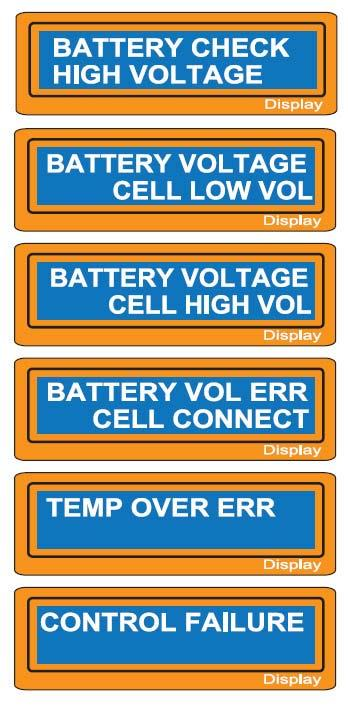 BATTERY CHECK
HIGH VOLTAGE
Display
BATTERY VOLTAGE
CELL LOW VOL
Display
BATTERY VOLTAGE
CELL HIGH VOL
Display
BATTERY VOL ERR
CELL CONNECT
Display
TEMP OVER ERR
Display
CONTROL FAILURE
Display